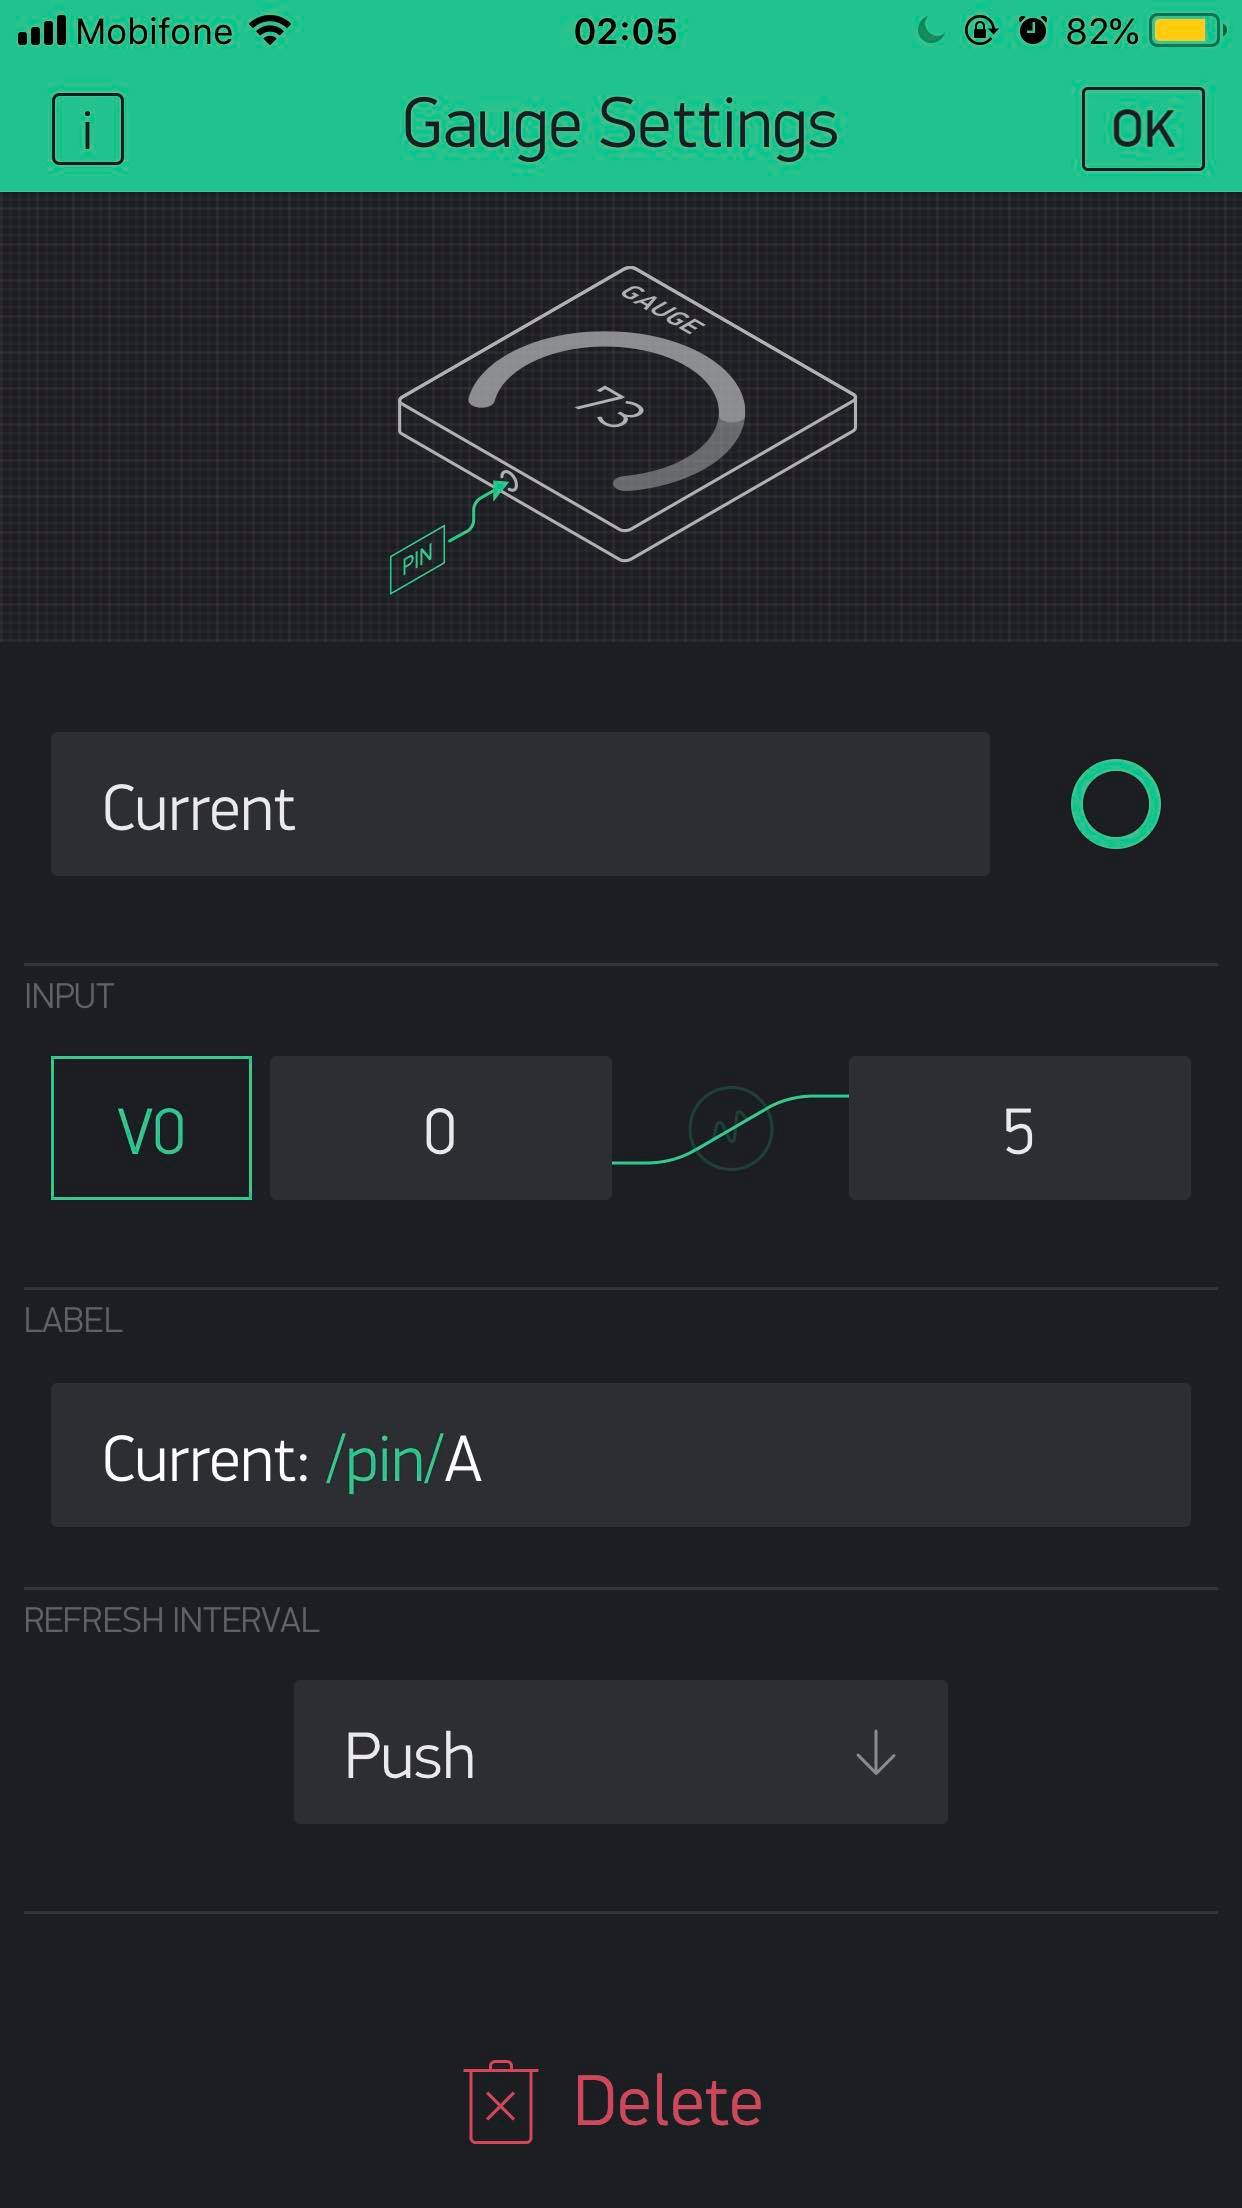 Mobifone 02:05 82%
i Gauge Settings OK
GAUGE
73
PIN
Current
INPUT
V0 0 5
LABEL
Current: /pin/A
REFRESH INTERVAL
Push
Delete